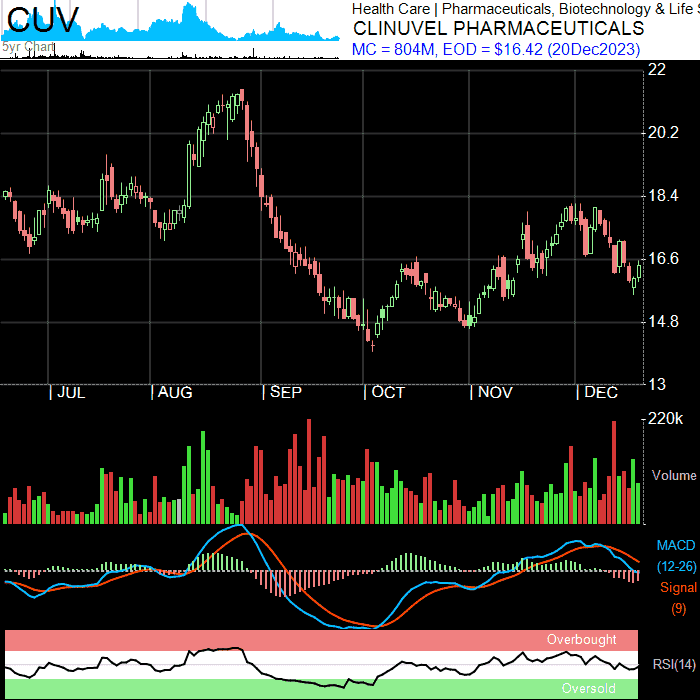 CUV
5yr Chart
Health Care | Pharmaceuticals, Biotechnology & Life S
CLINUVEL PHARMACEUTICALS
MC = 804M, EOD = $16.42 (20Dec2023)
22
20.2
18.4
16.6
14.8
13
| JUL | AUG | SEP | OCT | NOV | DEC
220k
Volume
MACD
(12-26)
Signal
(9)
Overbought
RSI(14)
Oversold